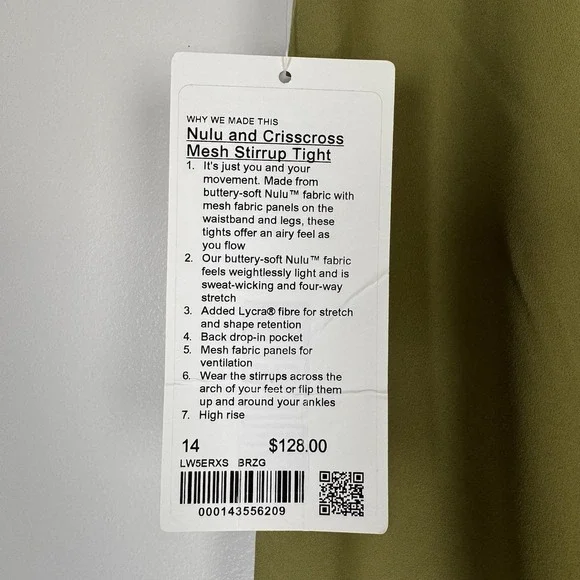 WHY WE MADE THIS
Nulu and Crisscross
Mesh Stirrup Tight
1. It's just you and your
movement. Made from
buttery-soft Nulu™ fabric with
mesh fabric panels on the
waistband and legs, these
tights offer an airy feel as
you flow
2. Our buttery-soft Nulu™ fabric
feels weightlessly light and is
sweat-wicking and four-way
stretch
3. Added Lycra® fibre for stretch
and shape retention
4. Back drop-in pocket
5. Mesh fabric panels for
ventilation
6. Wear the stirrups across the
arch of your feet or flip them
up and around your ankles
7. High rise
14 $128.00
LW5ERXS BRZG
000143556209